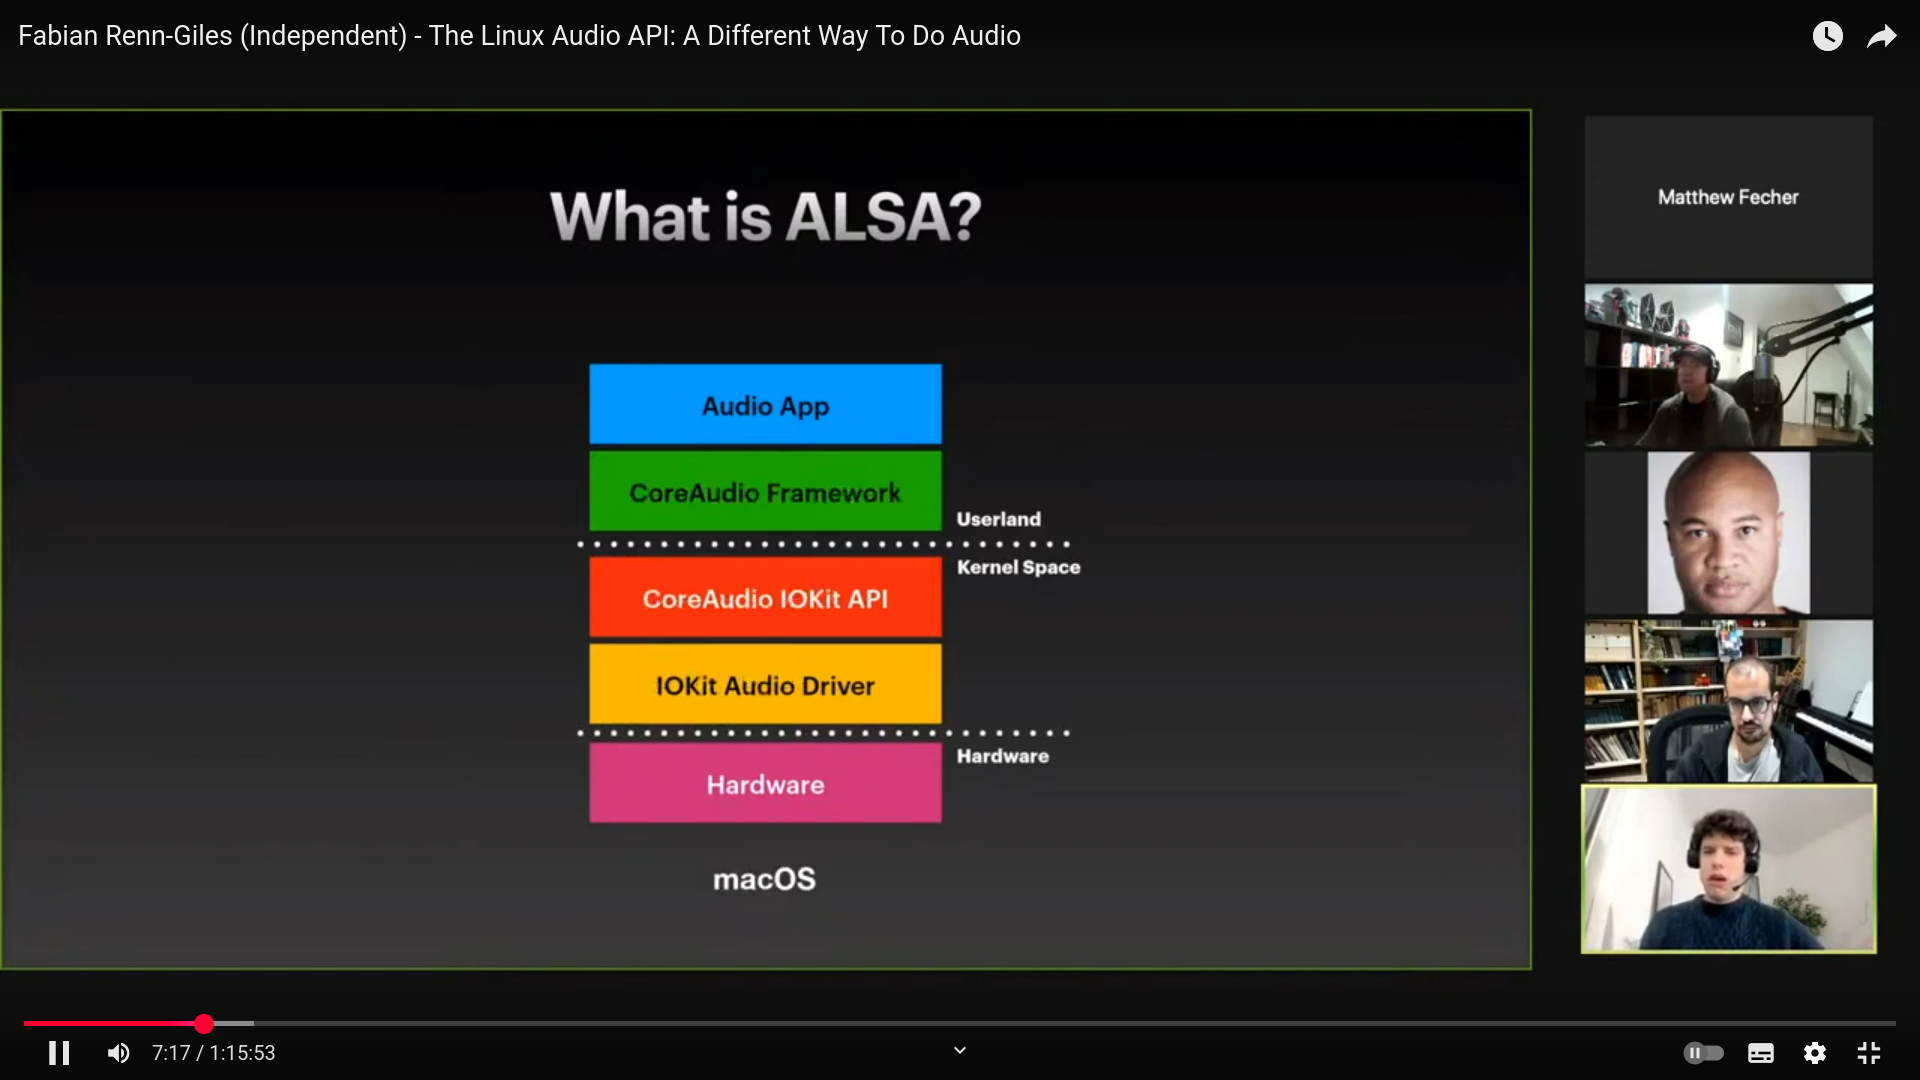 Fabian Renn-Giles (Independent) - The Linux Audio API: A Different Way To Do Audio
What is ALSA?
Audio App
CoreAudio Framework
Userland
Kernel Space
CoreAudio IOKit API
IOKit Audio Driver
Hardware
Hardware
macOS
Matthew Fecher
7:17 / 1:15:53